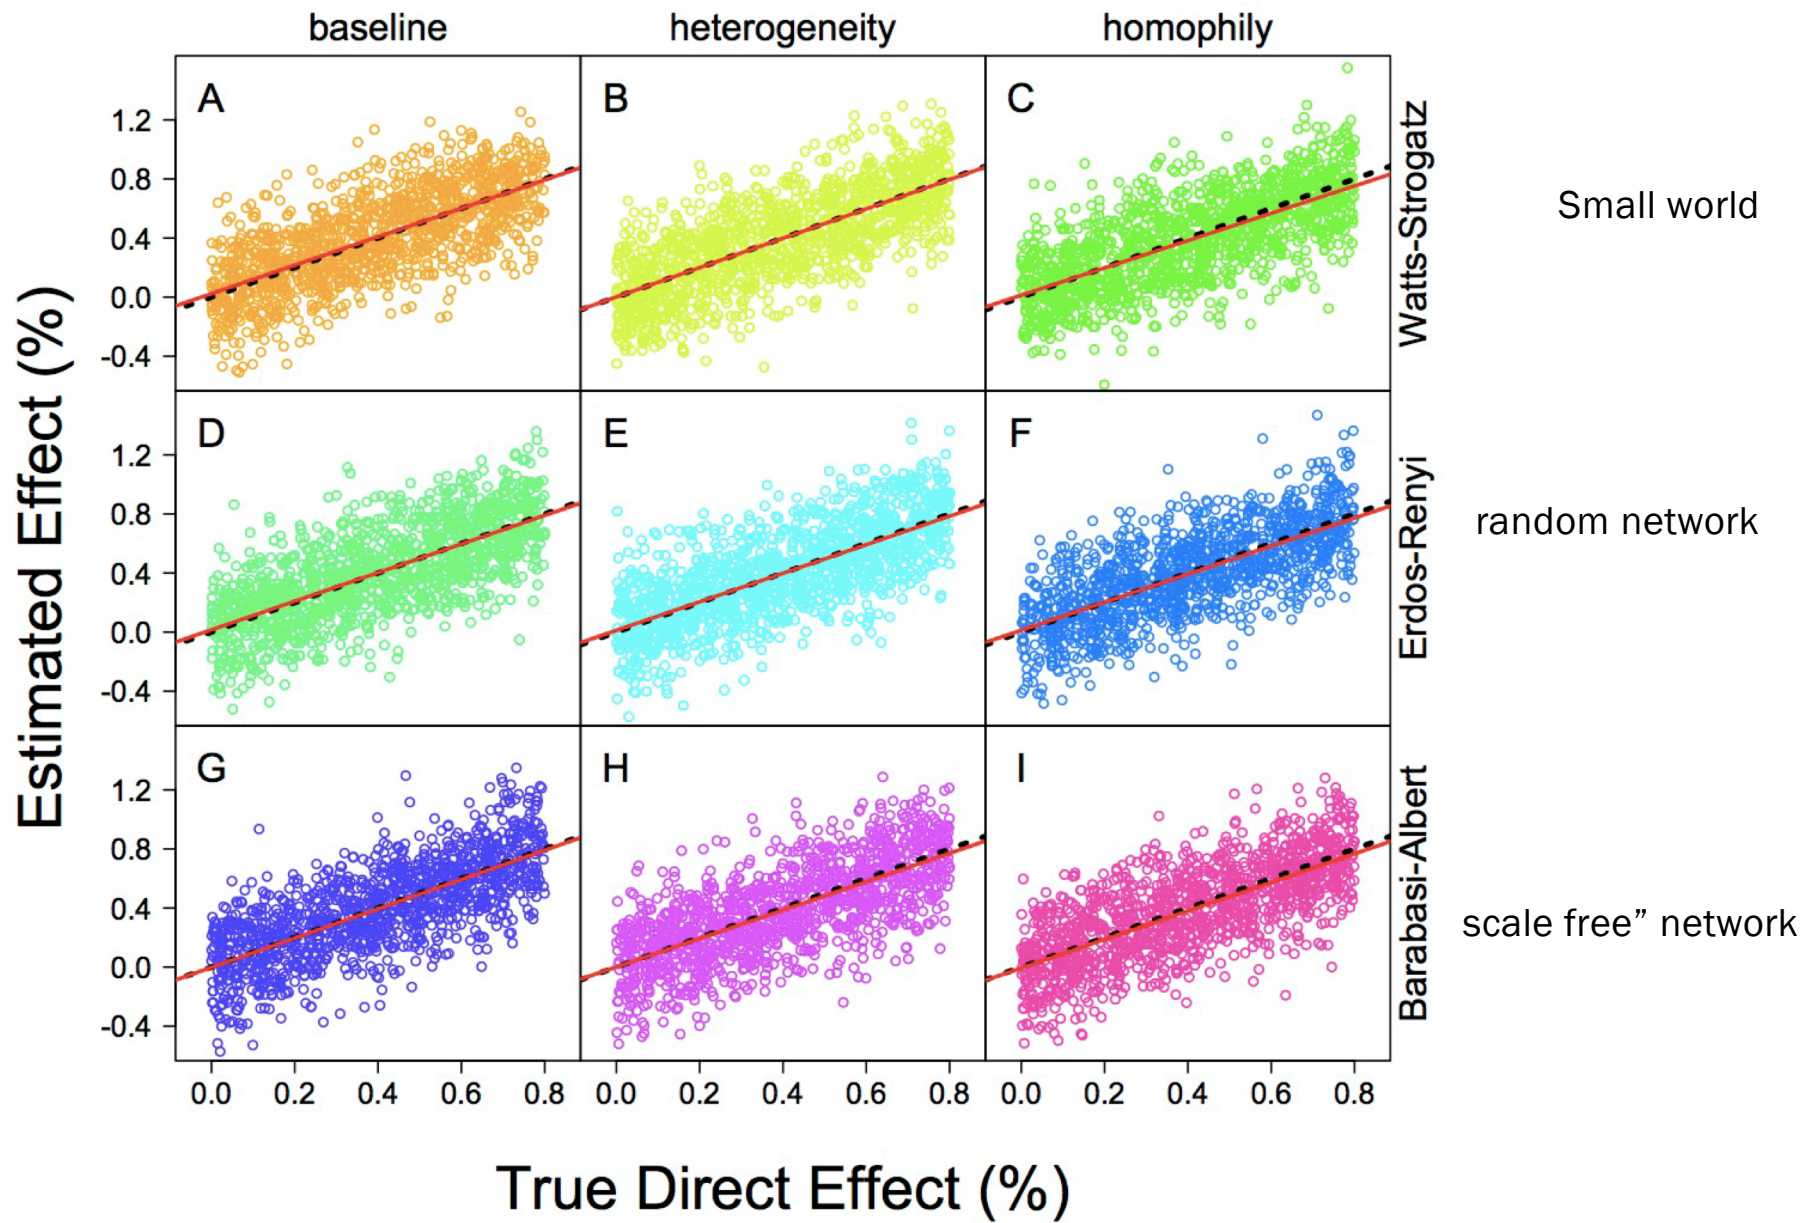 baseline heterogeneity homophily
A B C
1.2
0.8
0.4
0.0
-0.4
Watts-Strogatz
Small world
D E F
1.2
0.8
0.4
0.0
-0.4
Erdos-Renyi
random network
G H I
1.2
0.8
0.4
0.0
-0.4
Barabasi-Albert
scale free” network
Estimated Effect (%)
0.0 0.2 0.4 0.6 0.8 0.0 0.2 0.4 0.6 0.8 0.0 0.2 0.4 0.6 0.8
True Direct Effect (%)